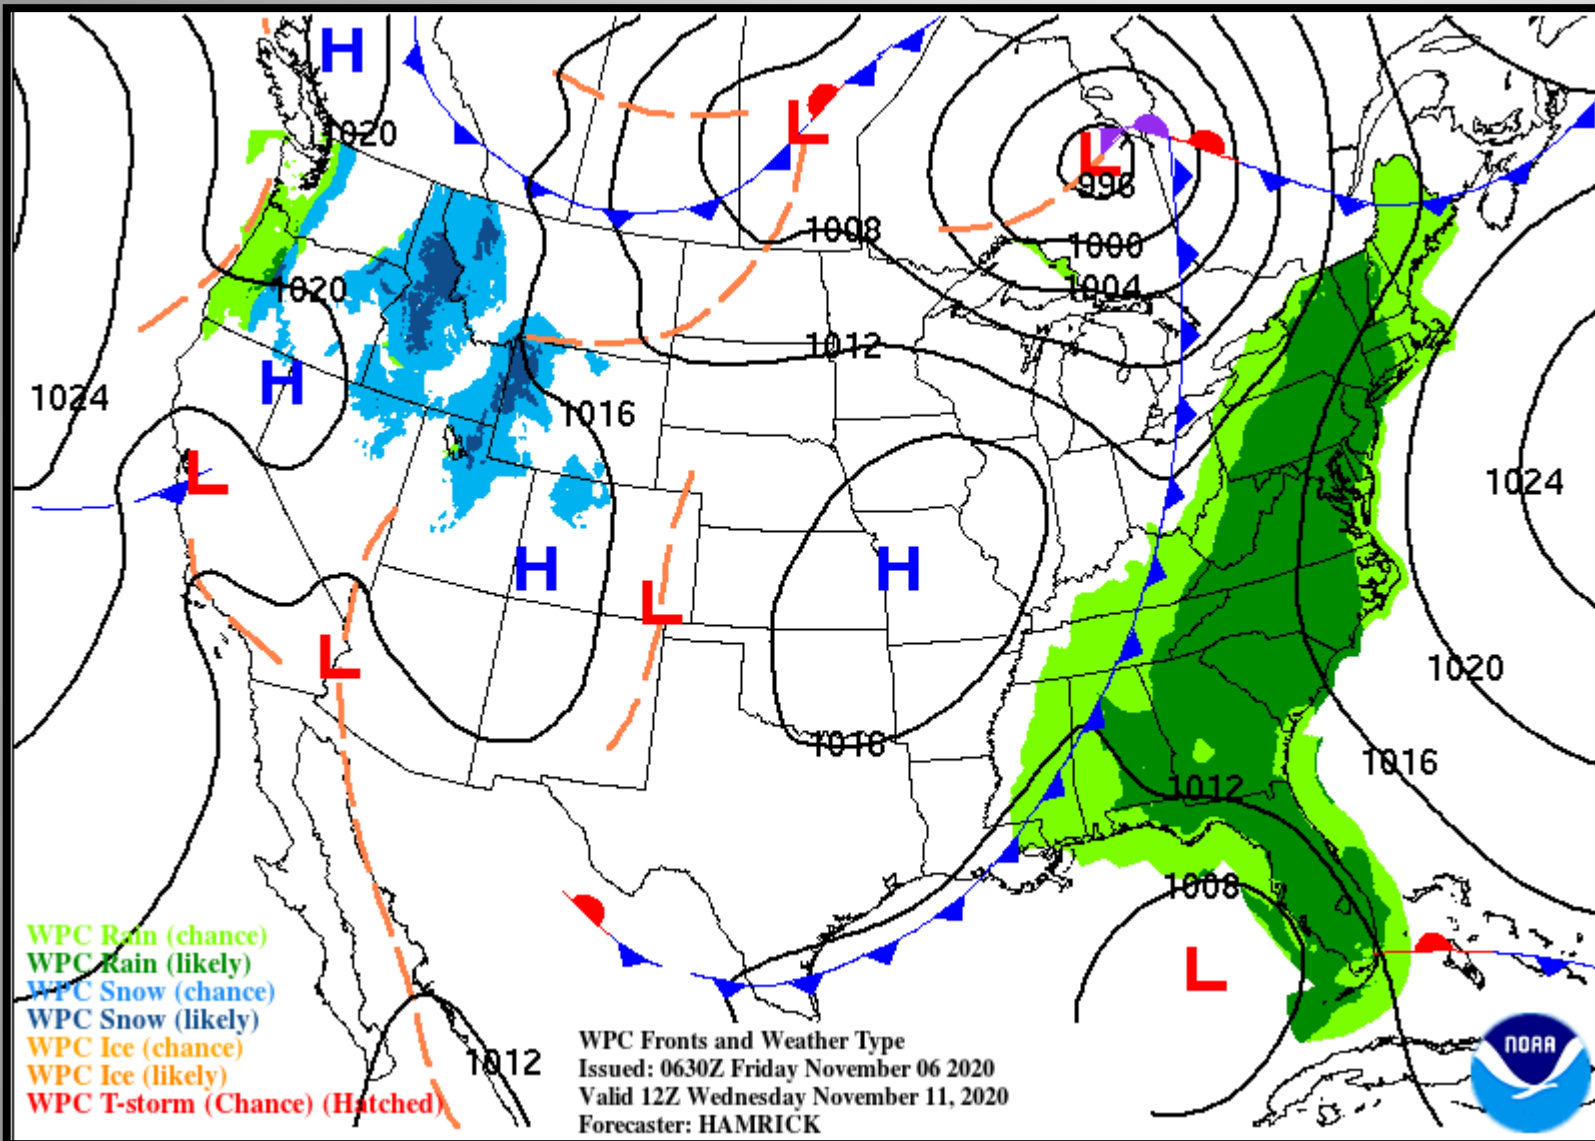 H
1020
L
L
996
1008
1000
1004
1020
1012
H
1024
1016
L
1024
H
H
L
L
1020
1016
1016
1012
1008
L
1012
WPC Rain (chance)
WPC Rain (likely)
WPC Snow (chance)
WPC Snow (likely)
WPC Ice (chance)
WPC Ice (likely)
WPC T-storm (Chance) (Hatched)
WPC Fronts and Weather Type
Issued: 0630Z Friday November 06 2020
Valid 12Z Wednesday November 11, 2020
Forecaster: HAMRICK
NOAA